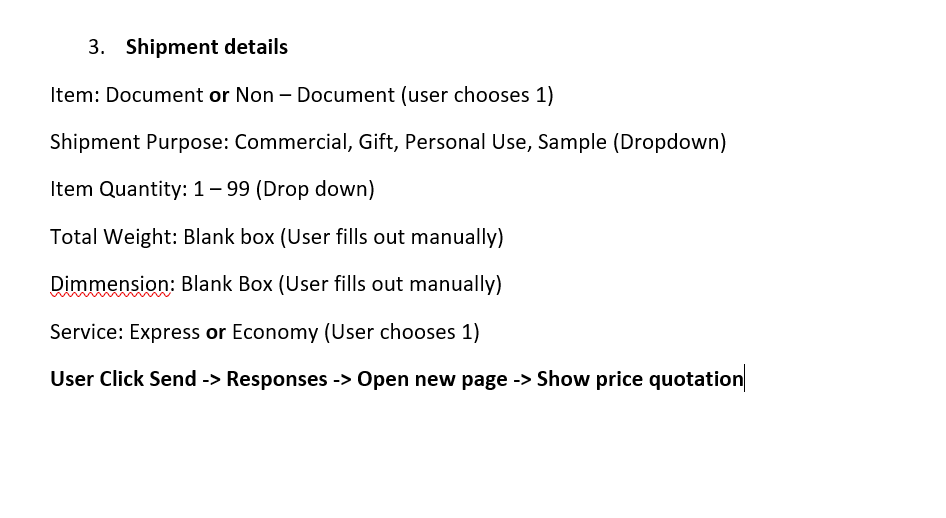 3. Shipment details
Item: Document or Non – Document (user chooses 1)
Shipment Purpose: Commercial, Gift, Personal Use, Sample (Dropdown)
Item Quantity: 1 – 99 (Drop down)
Total Weight: Blank box (User fills out manually)
Dimmension: Blank Box (User fills out manually)
Service: Express or Economy (User chooses 1)
User Click Send -> Responses -> Open new page -> Show price quotation